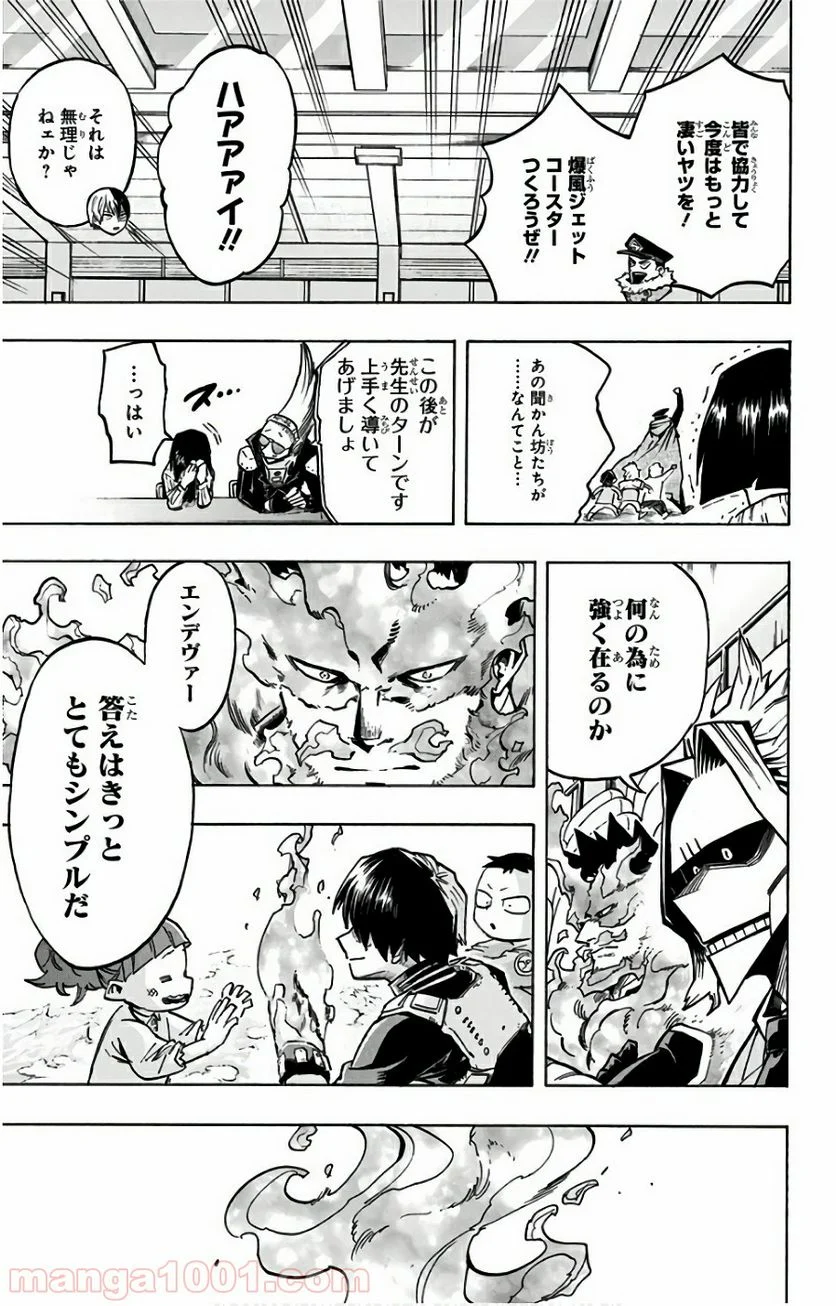 皆で協力して
今度はもっと
凄いヤツを!
爆風ジェット
コースター
つくろうぜ!!
ハァァァイ!!
それは
無理じゃ
ねェか?
あの聞かん坊たちが
………なんてこと…
この後が
先生のターンです
上手く導いて
あげましょ
ス…
…っはい
何の為に
強く在るのか
エンデヴァー
答えはきっと
とてもシンプルだ
manga1001.com